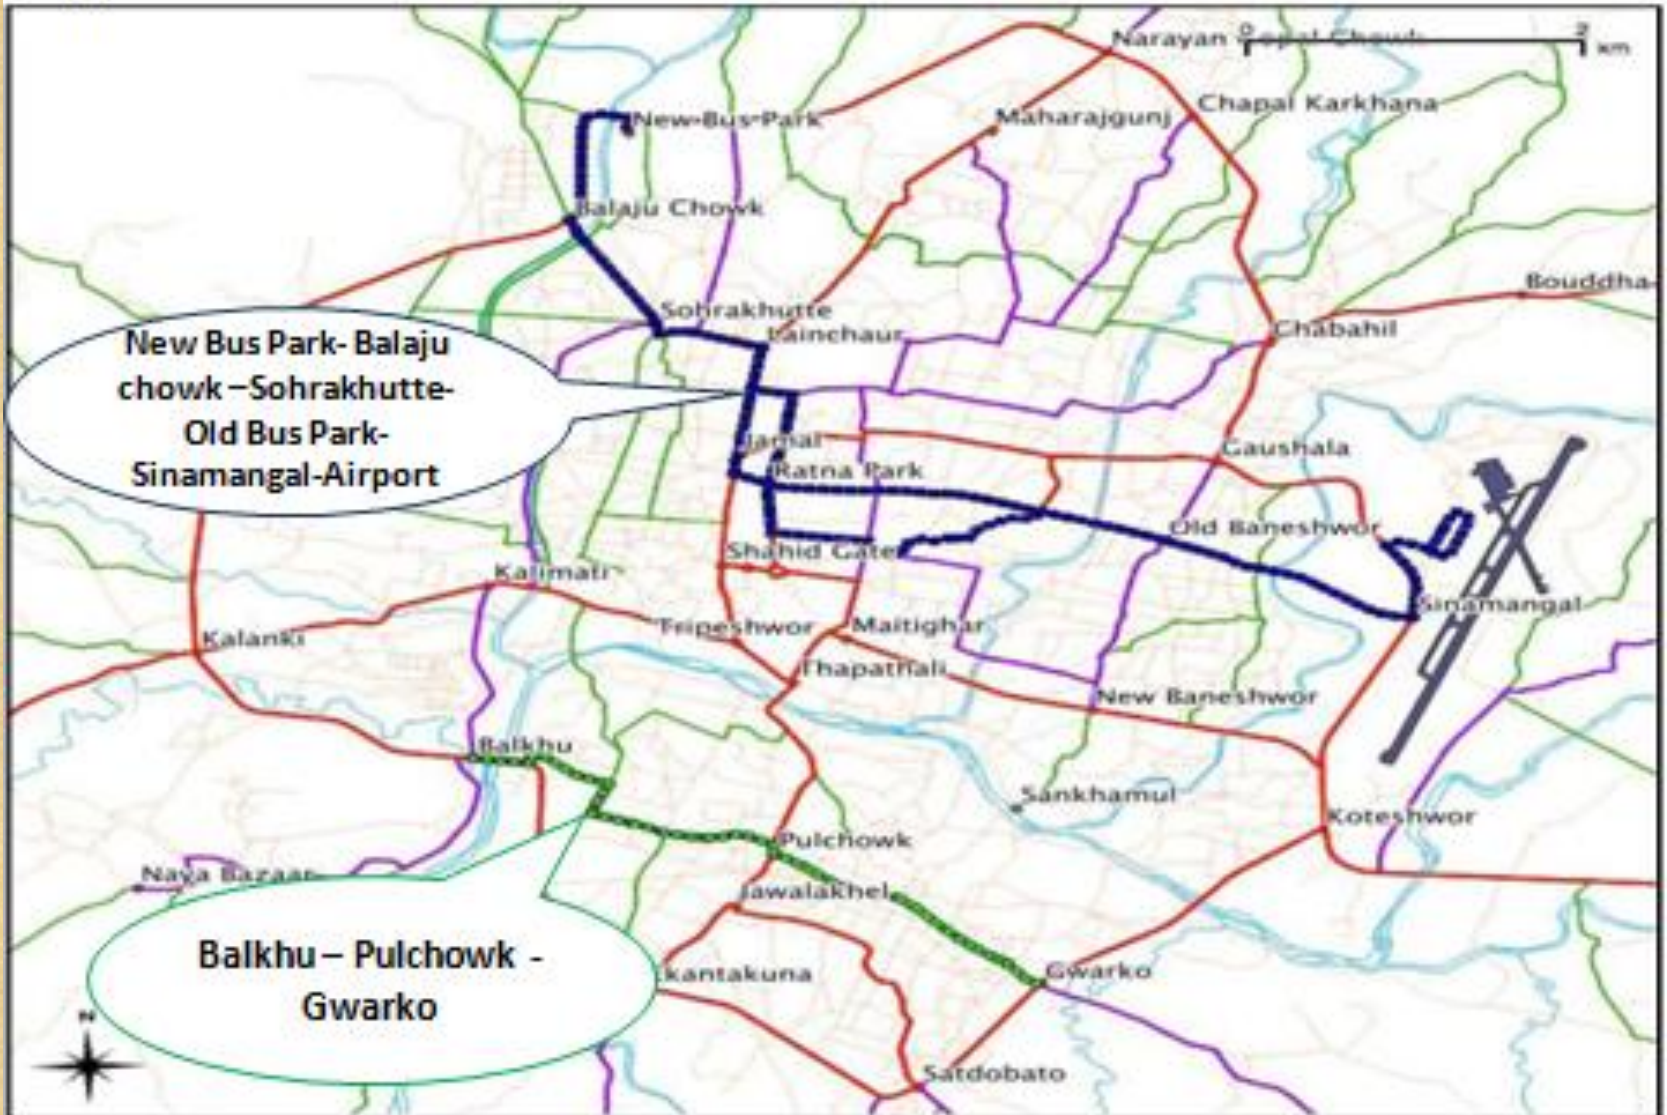 0 2
km
Narayan Gopal Chowk
Chapal Karkhana
New-Bus-Park
Maharajgunj
Balaju Chowk
Bouddha
Sohrakhutte
Lainchaur
Chabahil
New Bus Park- Balaju
chowk –Sohrakhutte-
Old Bus Park-
Sinamangal-Airport
Jamal
Gaushala
Ratna Park
Old Baneshwor
Shahid Gate
Kalimati
Sinamangal
Tripeshwor
Maitighar
Kalanki
Thapathali
New Baneshwor
Balkhu
Sankhamul
Koteshwor
Pulchowk
Naya Bazaar
Jawalakhel
Balkhu – Pulchowk -
Gwarko
kantakuna
Gwarko
N
Satdobato